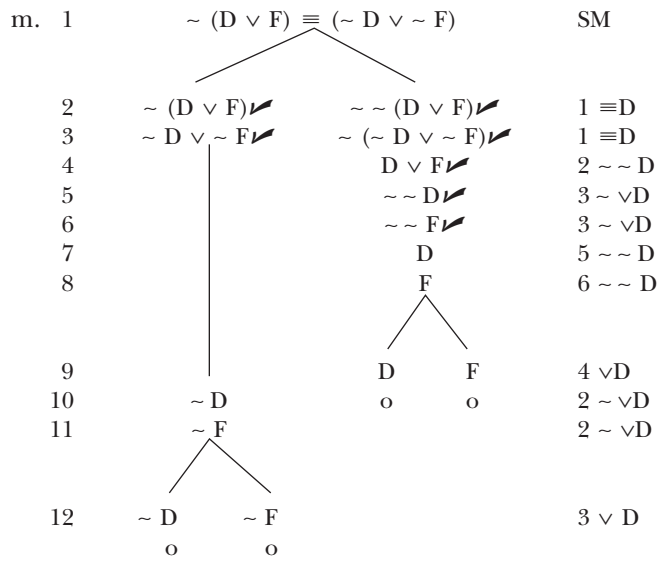 m. 1 ~ (D ∨ F) ≡ (~ D ∨ ~ F) SM
2 ~ (D ∨ F)✓ ~ ~ (D ∨ F)✓ 1 ≡D
3 ~ D ∨ ~ F✓ ~ (~ D ∨ ~ F)✓ 1 ≡D
4 D ∨ F✓ 2 ~ ~ D
5 ~ ~ D✓ 3 ~ ∨D
6 ~ ~ F✓ 3 ~ ∨D
7 D 5 ~ ~ D
8 F 6 ~ ~ D
9 D F 4 ∨D
10 ~ D o o 2 ~ ∨D
11 ~ F 2 ~ ∨D
12 ~ D ~ F 3 ∨ D
o o